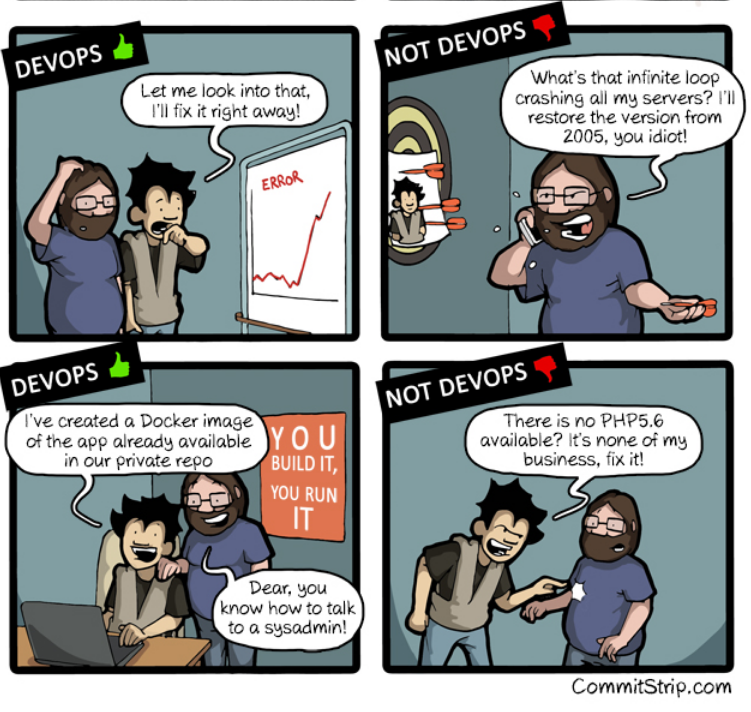 DEVOPS
Let me look into that,
I'll fix it right away!
ERROR
NOT DEVOPS
What's that infinite loop
crashing all my servers? I'll
restore the version from
2005, you idiot!
DEVOPS
I've created a Docker image
of the app already available
in our private repo
YOU
BUILD IT,
YOU RUN
IT
Dear, you
know how to talk
to a sysadmin!
NOT DEVOPS
There is no PHP5.6
available? It's none of my
business, fix it!
CommitStrip.com